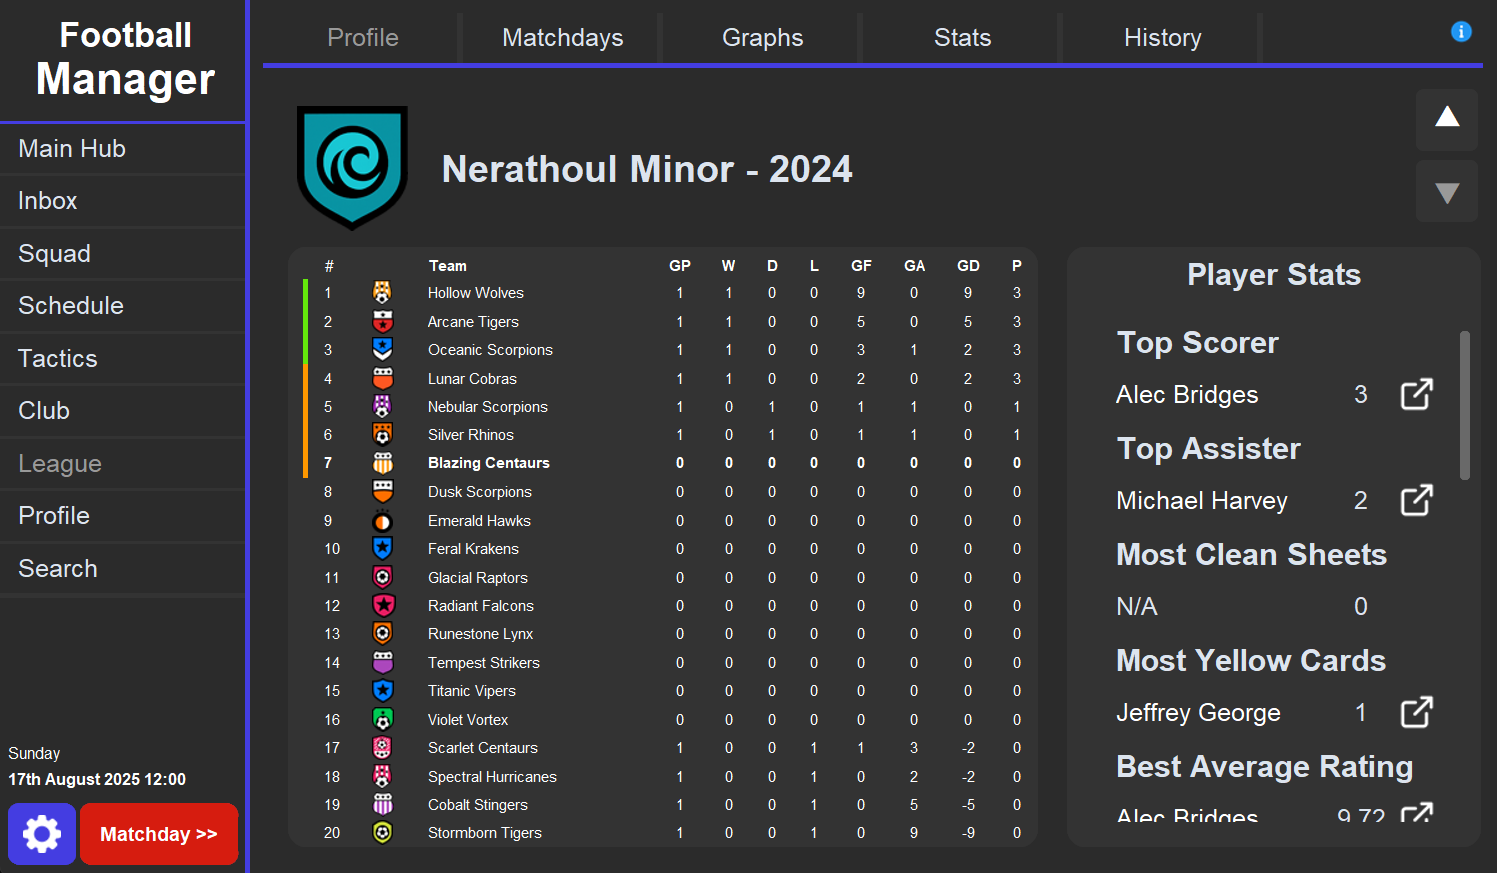 Football
Manager
Main Hub
Inbox
Squad
Schedule
Tactics
Club
League
Profile
Search
Sunday
17th August 2025 12:00
Matchday >>
Profile Matchdays Graphs Stats History
i
Nerathoul Minor - 2024
# Team GP W D L GF GA GD P
1 Hollow Wolves 1 1 0 0 9 0 9 3
2 Arcane Tigers 1 1 0 0 5 0 5 3
3 Oceanic Scorpions 1 1 0 0 3 1 2 3
4 Lunar Cobras 1 1 0 0 2 0 2 3
5 Nebular Scorpions 1 0 1 0 1 1 0 1
6 Silver Rhinos 1 0 1 0 1 1 0 1
7 Blazing Centaurs 0 0 0 0 0 0 0 0
8 Dusk Scorpions 0 0 0 0 0 0 0 0
9 Emerald Hawks 0 0 0 0 0 0 0 0
10 Feral Krakens 0 0 0 0 0 0 0 0
11 Glacial Raptors 0 0 0 0 0 0 0 0
12 Radiant Falcons 0 0 0 0 0 0 0 0
13 Runestone Lynx 0 0 0 0 0 0 0 0
14 Tempest Strikers 0 0 0 0 0 0 0 0
15 Titanic Vipers 0 0 0 0 0 0 0 0
16 Violet Vortex 0 0 0 0 0 0 0 0
17 Scarlet Centaurs 1 0 0 1 1 3 -2 0
18 Spectral Hurricanes 1 0 0 1 0 2 -2 0
19 Cobalt Stingers 1 0 0 1 0 5 -5 0
20 Stormborn Tigers 1 0 0 1 0 9 -9 0
Player Stats
Top Scorer
Alec Bridges 3
Top Assister
Michael Harvey 2
Most Clean Sheets
N/A 0
Most Yellow Cards
Jeffrey George 1
Best Average Rating
Alec Bridges 9.72